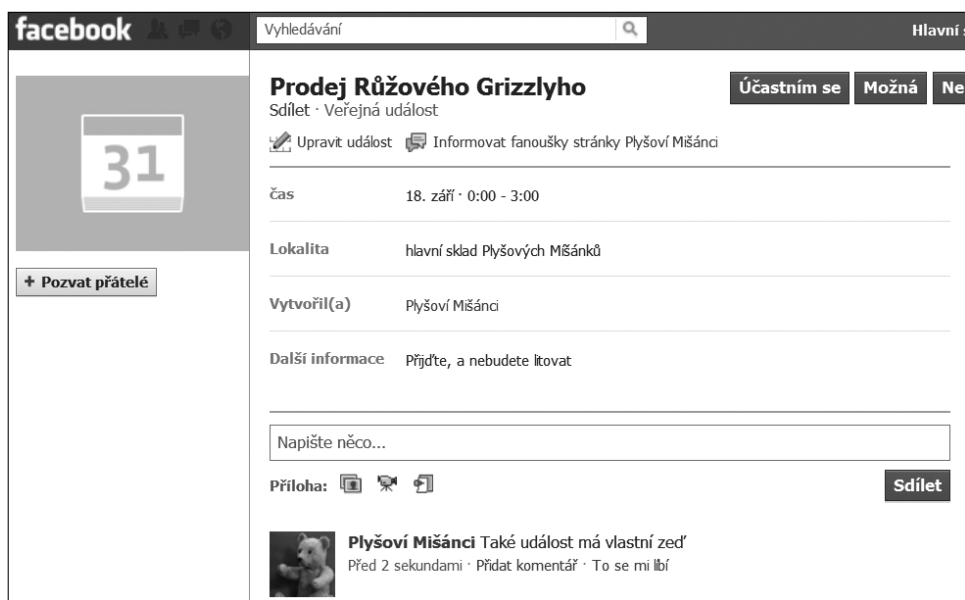 facebook
Vyhledávání
Hlavní
31
Prodej Růžového Grizzlyho
Účastním se Možná Ne
Sdílet · Veřejná událost
Upravit událost Informovat fanoušky stránky Plyšoví Mišánci
čas 18. září · 0:00 - 3:00
Lokalita hlavní sklad Plyšových Míšánků
+ Pozvat přátelé
Vytvořil(a) Plyšoví Mišánci
Další informace Přijďte, a nebudete litovat
Napište něco...
Příloha:
Sdílet
Plyšoví Mišánci Také událost má vlastní zeď
Před 2 sekundami · Přidat komentář · To se mi líbí